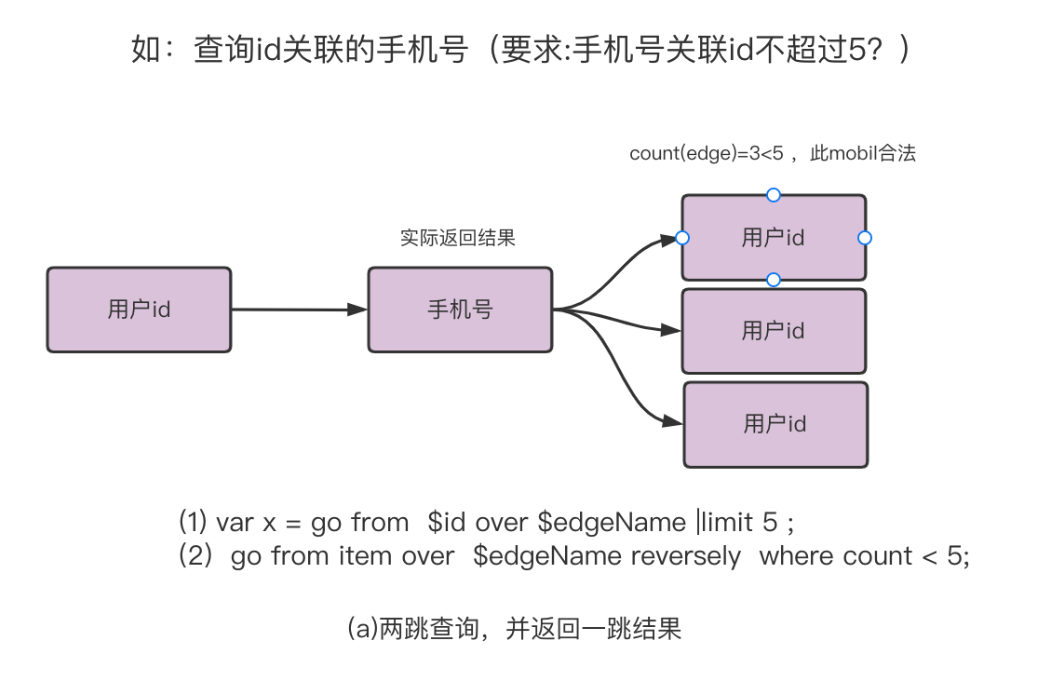 如：查询id关联的手机号（要求:手机号关联id不超过5？）
count(edge)=3<5 ，此mobil合法
实际返回结果
用户id
用户id
手机号
用户id
用户id
(1) var x = go from $id over $edgeName |limit 5 ;
(2) go from item over $edgeName reversely where count < 5;
(a)两跳查询，并返回一跳结果